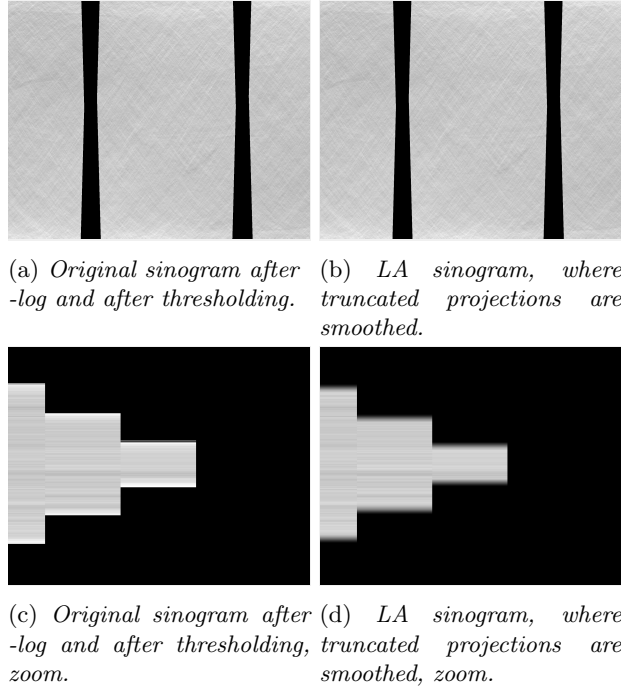 (a) Original sinogram after
-log and after thresholding.
(b) LA sinogram, where
truncated projections are
smoothed.
(c) Original sinogram after
-log and after thresholding,
zoom.
(d) LA sinogram, where
truncated projections are
smoothed, zoom.